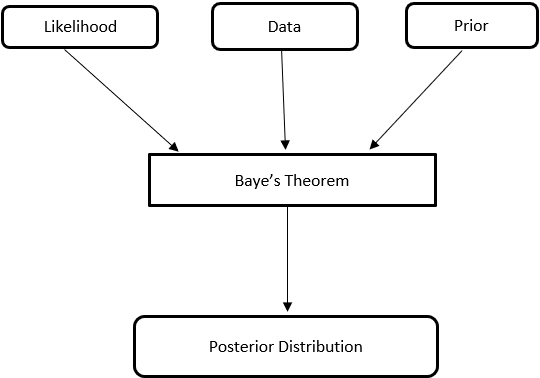 Likelihood
Data
Prior
Baye’s Theorem
Posterior Distribution